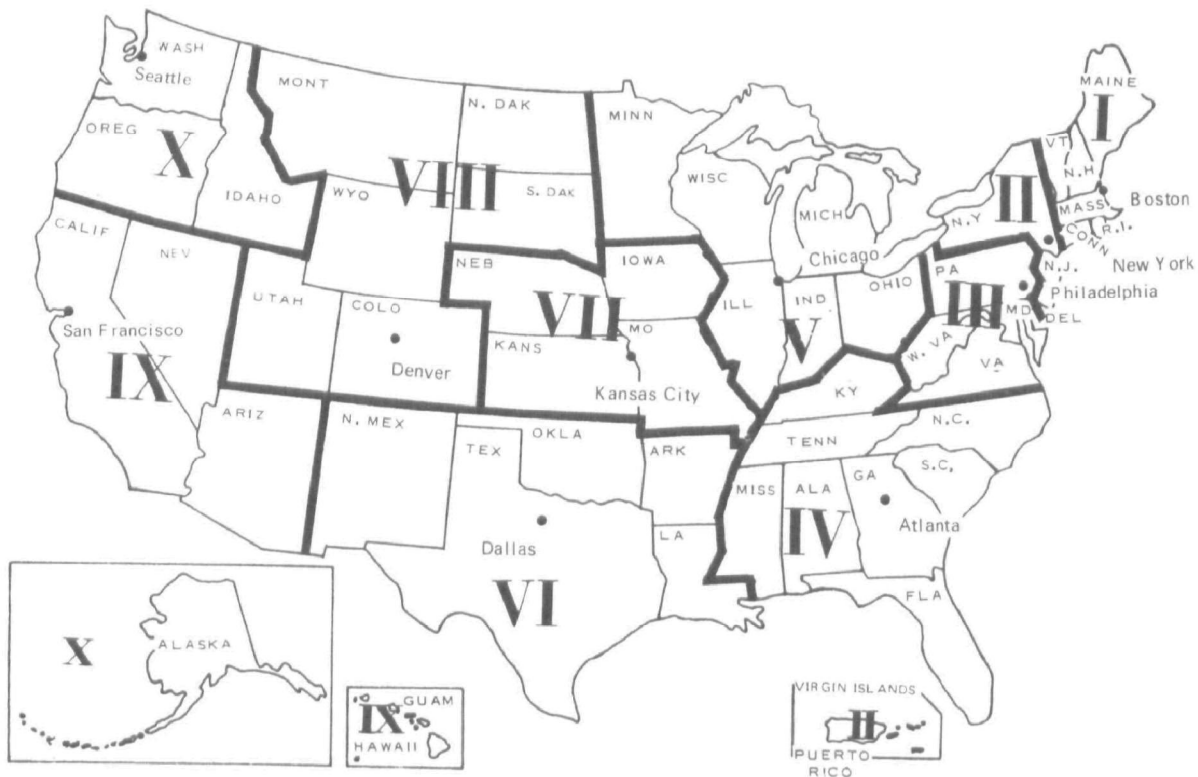 WASH
Seattle
MONT
N. DAK
MINN
MAINE
I
OREG
X
VIII
VT
N.H
IDAHO
WYO
S. DAK
WISC
MICH
II
N.Y
MASS
Boston
R.I.
CONN
CALIF
NEV
NEB
IOWA
Chicago
New York
PA
N.J.
UTAH
COLO
VII
ILL
IND
OHIO
III
Philadelphia
MD
DEL
San Francisco
KANS
MO
V
W. VA
VA
IX
Denver
Kansas City
KY
ARIZ
N. MEX
OKLA
TENN
N.C.
TEX
ARK
S.C.
MISS
ALA
GA
Dallas
LA
IV
Atlanta
VI
FLA
X
ALASKA
GUAM
IX
HAWAII
VIRGIN ISLANDS
II
PUERTO
RICO